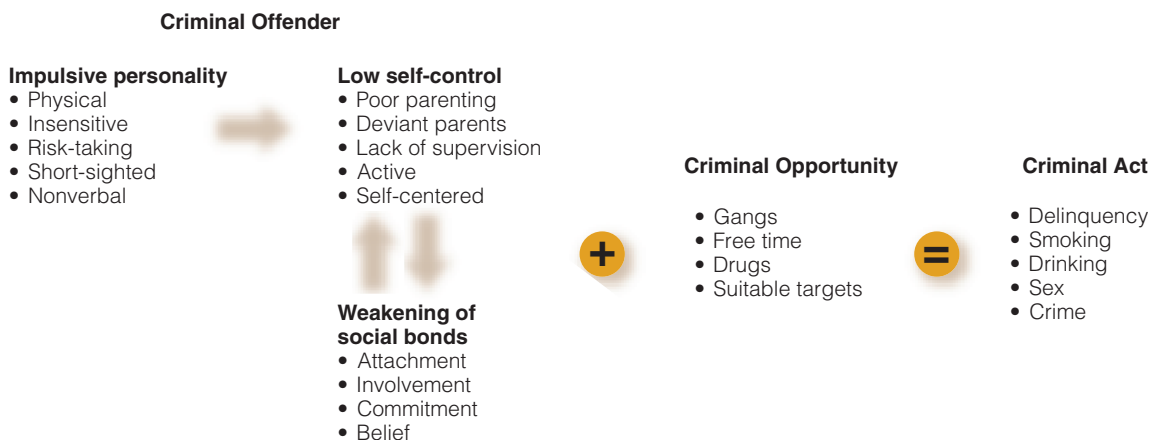 Criminal Offender
Impulsive personality
• Physical
• Insensitive
• Risk-taking
• Short-sighted
• Nonverbal
Low self-control
• Poor parenting
• Deviant parents
• Lack of supervision
• Active
• Self-centered
Weakening of
social bonds
• Attachment
• Involvement
• Commitment
• Belief
+
Criminal Opportunity
• Gangs
• Free time
• Drugs
• Suitable targets
=
Criminal Act
• Delinquency
• Smoking
• Drinking
• Sex
• Crime